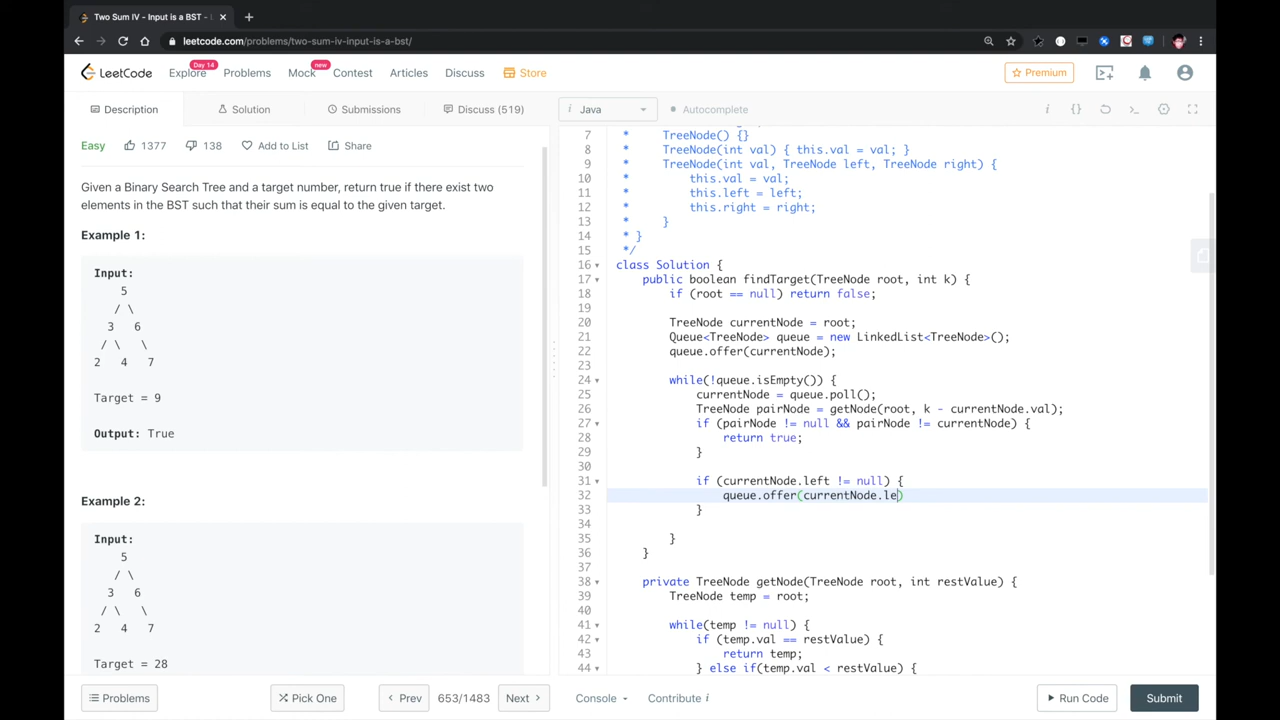 Two Sum IV - Input is a BST - L
leetcode.com/problems/two-sum-iv-input-is-a-bst/
LeetCode Explore Day 14 Problems Mock new Contest Articles Discuss Store Premium
Description Solution Submissions Discuss (519)
i Java Autocomplete
Easy 1377 138 Add to List Share
Given a Binary Search Tree and a target number, return true if there exist two
elements in the BST such that their sum is equal to the given target.
Example 1:
Input:
5
/ \
3 6
/ \ \
2 4 7
Target = 9
Output: True
Example 2:
Input:
5
/ \
3 6
/ \ \
2 4 7
Target = 28
7 * TreeNode() {}
8 * TreeNode(int val) { this.val = val; }
9 * TreeNode(int val, TreeNode left, TreeNode right) {
10 * this.val = val;
11 * this.left = left;
12 * this.right = right;
13 * }
14 * }
15 */
16 class Solution {
17 public boolean findTarget(TreeNode root, int k) {
18 if (root == null) return false;
19
20 TreeNode currentNode = root;
21 Queue<TreeNode> queue = new LinkedList<TreeNode>();
22 queue.offer(currentNode);
23
24 while(!queue.isEmpty()) {
25 currentNode = queue.poll();
26 TreeNode pairNode = getNode(root, k - currentNode.val);
27 if (pairNode != null && pairNode != currentNode) {
28 return true;
29 }
30
31 if (currentNode.left != null) {
32 queue.offer(currentNode.le)
33 }
34
35 }
36 }
37
38 private TreeNode getNode(TreeNode root, int restValue) {
39 TreeNode temp = root;
40
41 while(temp != null) {
42 if (temp.val == restValue) {
43 return temp;
44 } else if(temp.val < restValue) {
Problems Pick One Prev 653/1483 Next Console Contribute i Run Code Submit